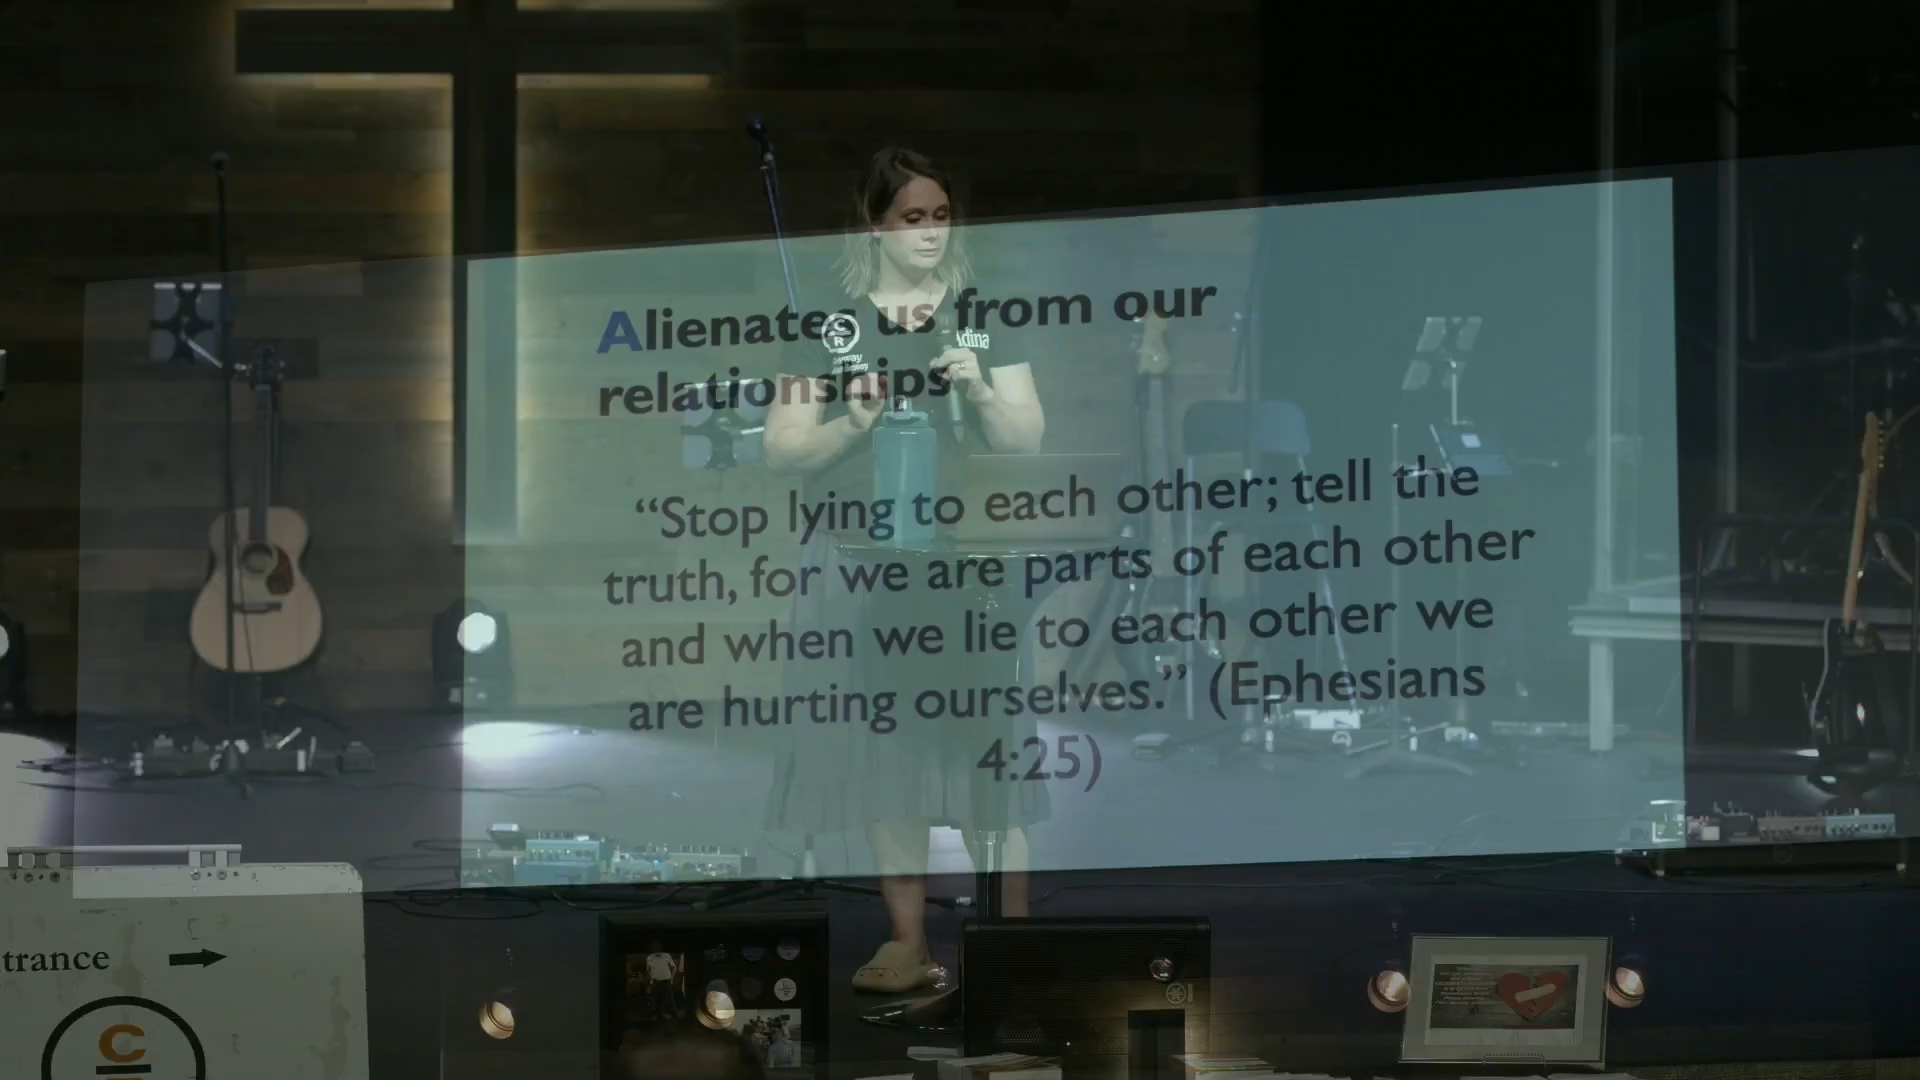 Alienates us from our
relationships
“Stop lying to each other; tell the
truth, for we are parts of each other
and when we lie to each other we
are hurting ourselves.” (Ephesians
4:25)
C
R
Adina
trance
C